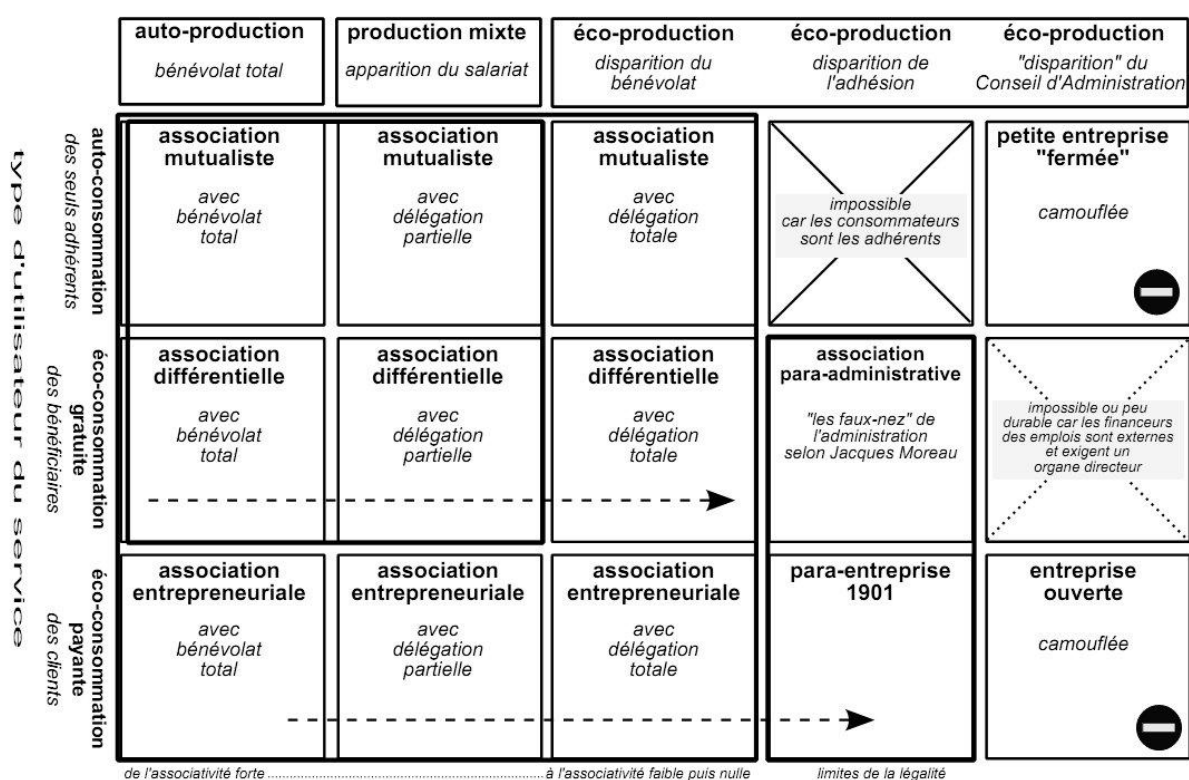 auto-production
bénévolat total
production mixte
apparition du salariat
éco-production
disparition du
bénévolat
éco-production
disparition de
l'adhésion
éco-production
"disparition" du
Conseil d'Administration
type d'utilisateur du service
auto-consommation
des seuls adhérents
association
mutualiste
avec
bénévolat
total
association
mutualiste
avec
délégation
partielle
association
mutualiste
avec
délégation
totale
impossible
car les consommateurs
sont les adhérents
petite entreprise
"fermée"
camouflée
éco-consommation
gratuite
des bénéficiaires
association
différentielle
avec
bénévolat
total
association
différentielle
avec
délégation
partielle
association
différentielle
avec
délégation
totale
association
para-administrative
"les faux-nez" de
l'administration
selon Jacques Moreau
impossible ou peu
durable car les financeurs
des emplois sont externes
et exigent un
organe directeur
éco-consommation
payante
des clients
association
entrepreneuriale
avec
bénévolat
total
association
entrepreneuriale
avec
délégation
partielle
association
entrepreneuriale
avec
délégation
totale
para-entreprise
1901
entreprise
ouverte
camouflée
de l'associativité forte ........................................................ à l'associativité faible puis nulle
limites de la légalité